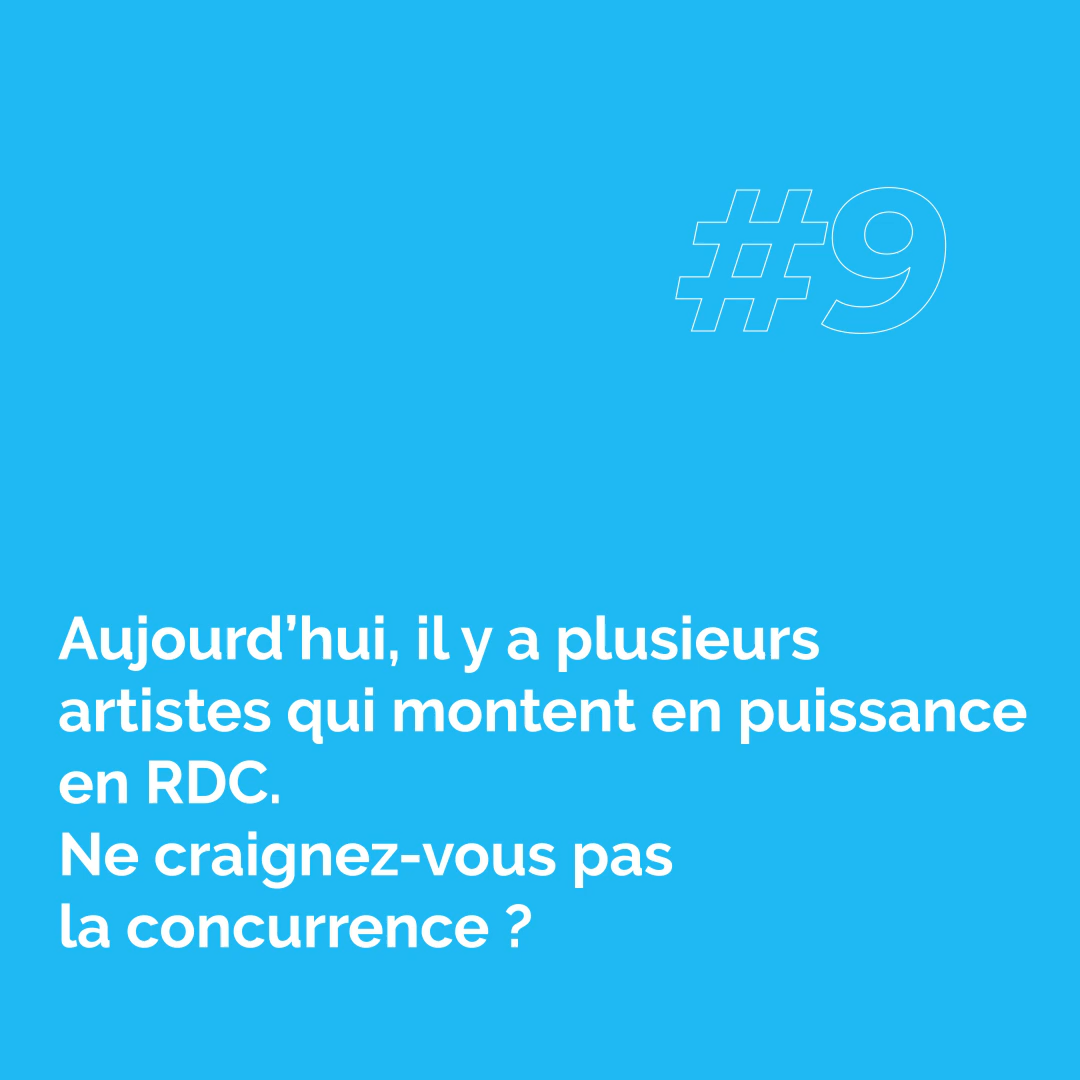 #9
Aujourd’hui, il y a plusieurs
artistes qui montent en puissance
en RDC.
Ne craignez-vous pas
la concurrence ?